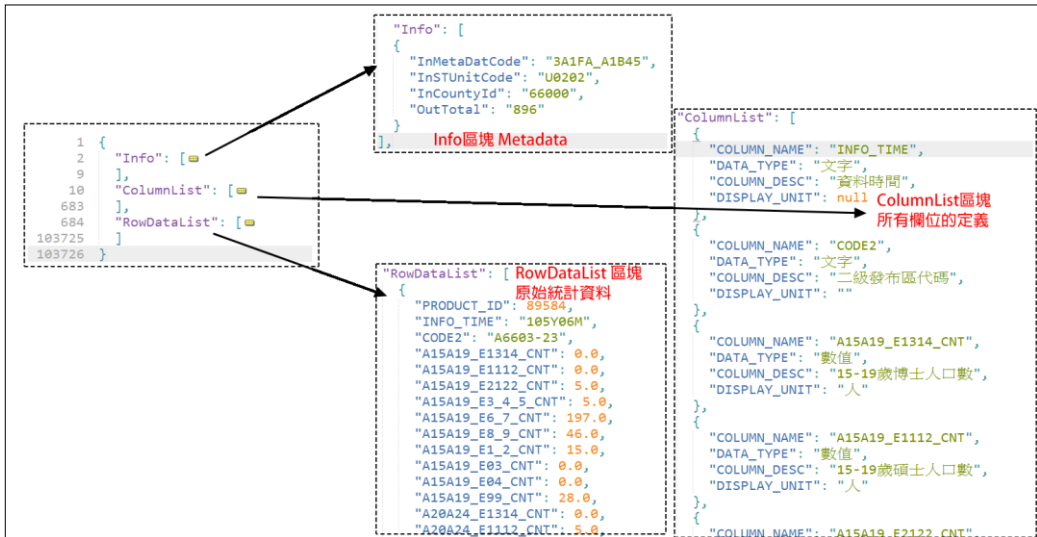 1 {
2 "Info": [
9 ],
10 "ColumnList": [
683 ],
684 "RowDataList": [
103725 ]
103726 }
"Info": [
{
"InMetaDatCode": "3A1FA_A1B45",
"InSTUnitCode": "U0202",
"InCountyId": "66000",
"OutTotal": "896"
}
],
Info區塊 Metadata
"RowDataList": [
RowDataList 區塊
原始統計資料
{
"PRODUCT_ID": 89584,
"INFO_TIME": "105Y06M",
"CODE2": "A6603-23",
"A15A19_E1314_CNT": 0.0,
"A15A19_E1112_CNT": 0.0,
"A15A19_E2122_CNT": 5.0,
"A15A19_E3_4_5_CNT": 5.0,
"A15A19_E6_7_CNT": 197.0,
"A15A19_E8_9_CNT": 46.0,
"A15A19_E1_2_CNT": 15.0,
"A15A19_E03_CNT": 0.0,
"A15A19_E04_CNT": 0.0,
"A15A19_E99_CNT": 28.0,
"A20A24_E1314_CNT": 0.0,
"A20A24_E1112_CNT": 5.0,
"ColumnList": [
{
"COLUMN_NAME": "INFO_TIME",
"DATA_TYPE": "文字",
"COLUMN_DESC": "資料時間",
"DISPLAY_UNIT": null
},
ColumnList區塊
所有欄位的定義
{
"COLUMN_NAME": "CODE2",
"DATA_TYPE": "文字",
"COLUMN_DESC": "二級發布區代碼",
"DISPLAY_UNIT": ""
},
{
"COLUMN_NAME": "A15A19_E1314_CNT",
"DATA_TYPE": "數值",
"COLUMN_DESC": "15-19歲博士人口數",
"DISPLAY_UNIT": "人"
},
{
"COLUMN_NAME": "A15A19_E1112_CNT",
"DATA_TYPE": "數值",
"COLUMN_DESC": "15-19歲碩士人口數",
"DISPLAY_UNIT": "人"
},
{
"COLUMN_NAME": "A15A19_E2122_CNT"